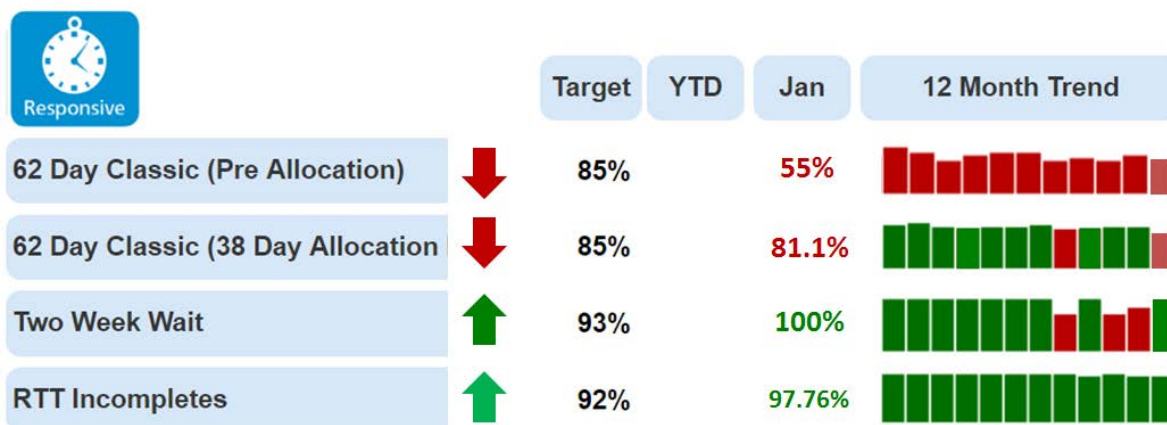 Responsive
Target YTD Jan 12 Month Trend
62 Day Classic (Pre Allocation) 85% 55%
62 Day Classic (38 Day Allocation 85% 81.1%
Two Week Wait 93% 100%
RTT Incompletes 92% 97.76%